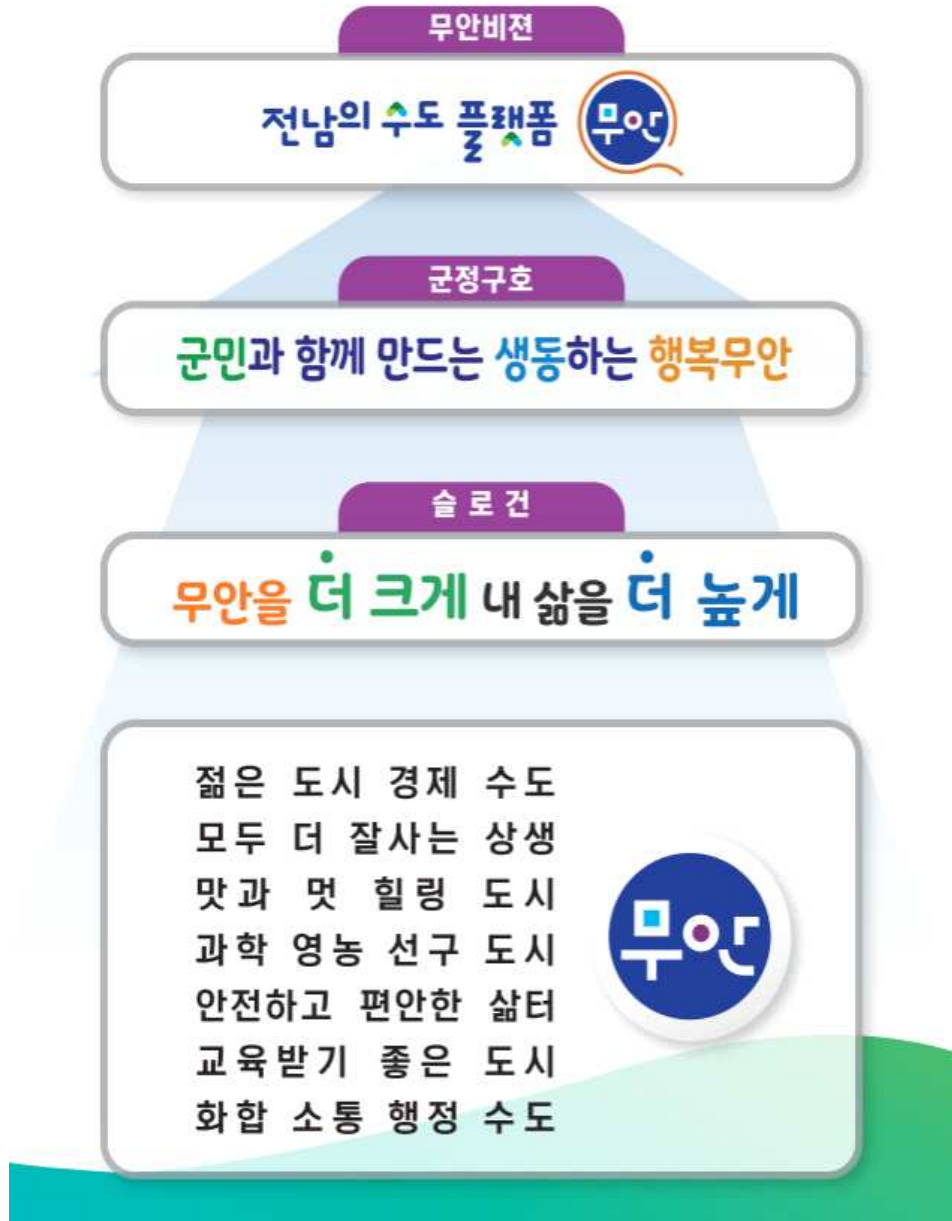 무안비젼
전남의 수도 플랫폼 무안
군정구호
군민과 함께 만드는 생동하는 행복무안
슬로건
무안을 더 크게 내 삶을 더 높게
젊은 도시 경제 수도
모두 더 잘사는 상생
맛과 멋 힐링 도시
과학 영농 선구 도시
안전하고 편안한 삶터
교육받기 좋은 도시
화합 소통 행정 수도
무안